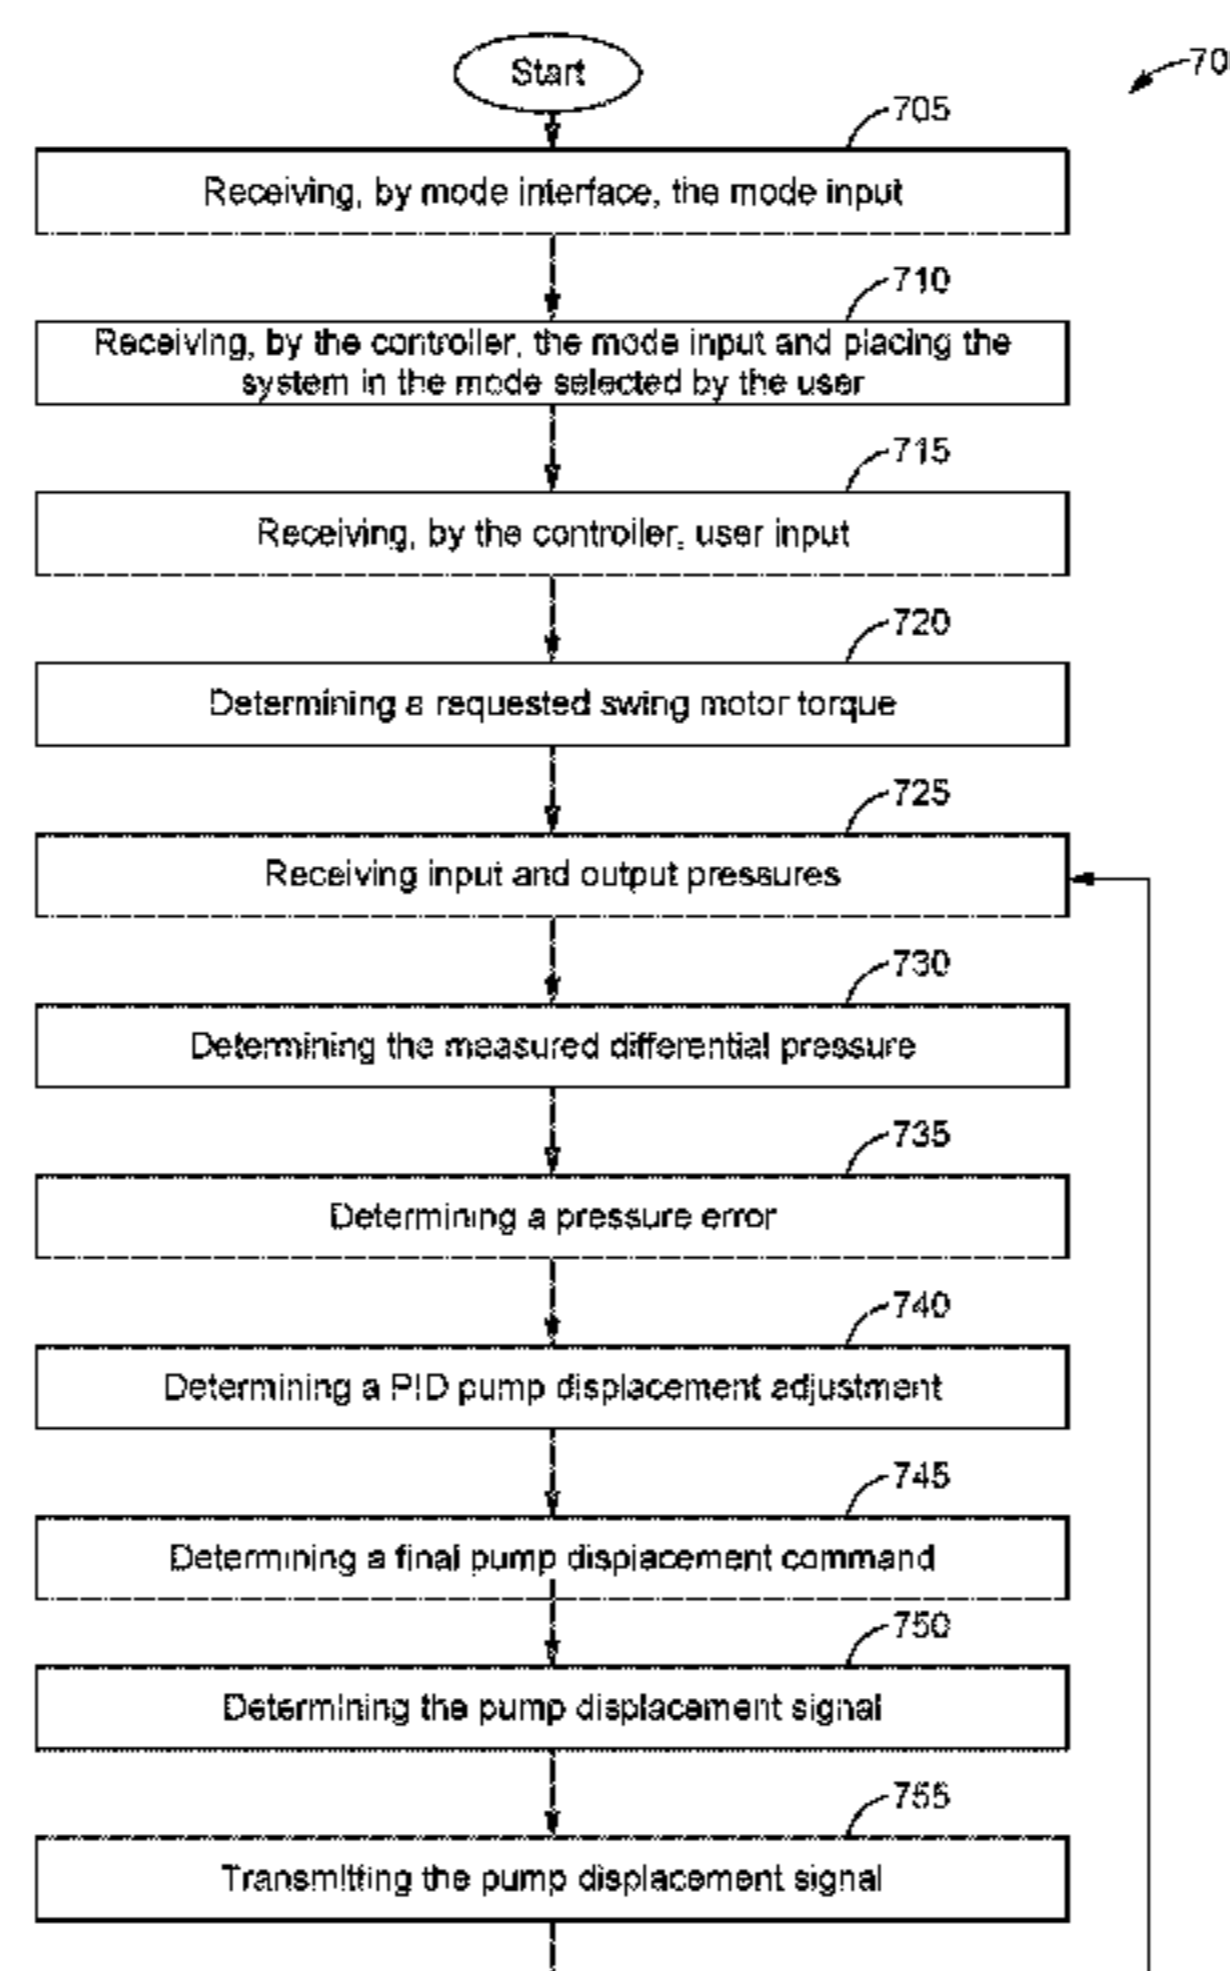 Start
70
705
Receiving, by mode interface, the mode input
710
Receiving, by the controller, the mode input and placing the
system in the mode selected by the user
715
Receiving, by the controller, user input
720
Determining a requested swing motor torque
725
Receiving input and output pressures
730
Determining the measured differential pressure
735
Determining a pressure error
740
Determining a PID pump displacement adjustment
745
Determining a final pump displacement command
750
Determining the pump displacement signal
755
Transmitting the pump displacement signal